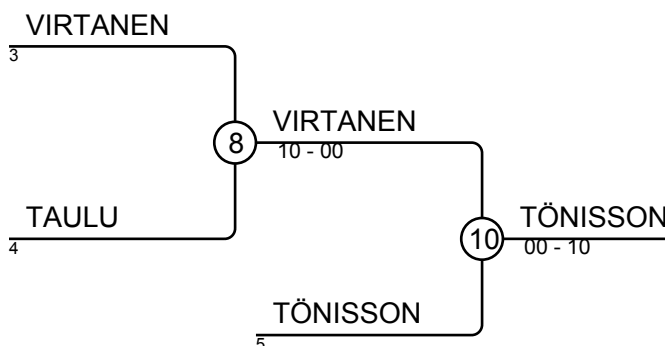 VIRTANEN
3
8
VIRTANEN
10 - 00
TAULU
4
10
TÖNISSON
00 - 10
TÖNISSON
5